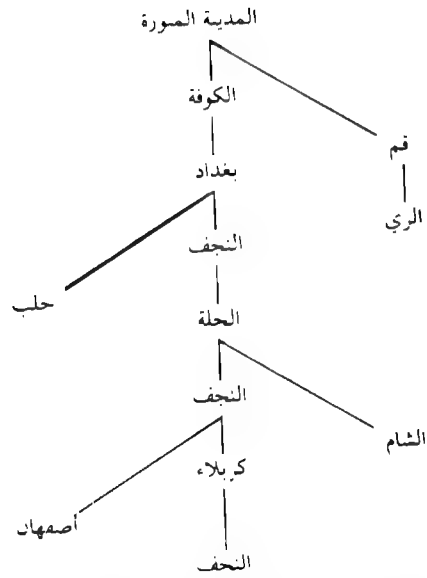 المدينة المنورة
الكوفة
قم
بغداد
الري
النجف
حلب
الحلة
النجف
الشام
كربلاء
أصفهان
النجف